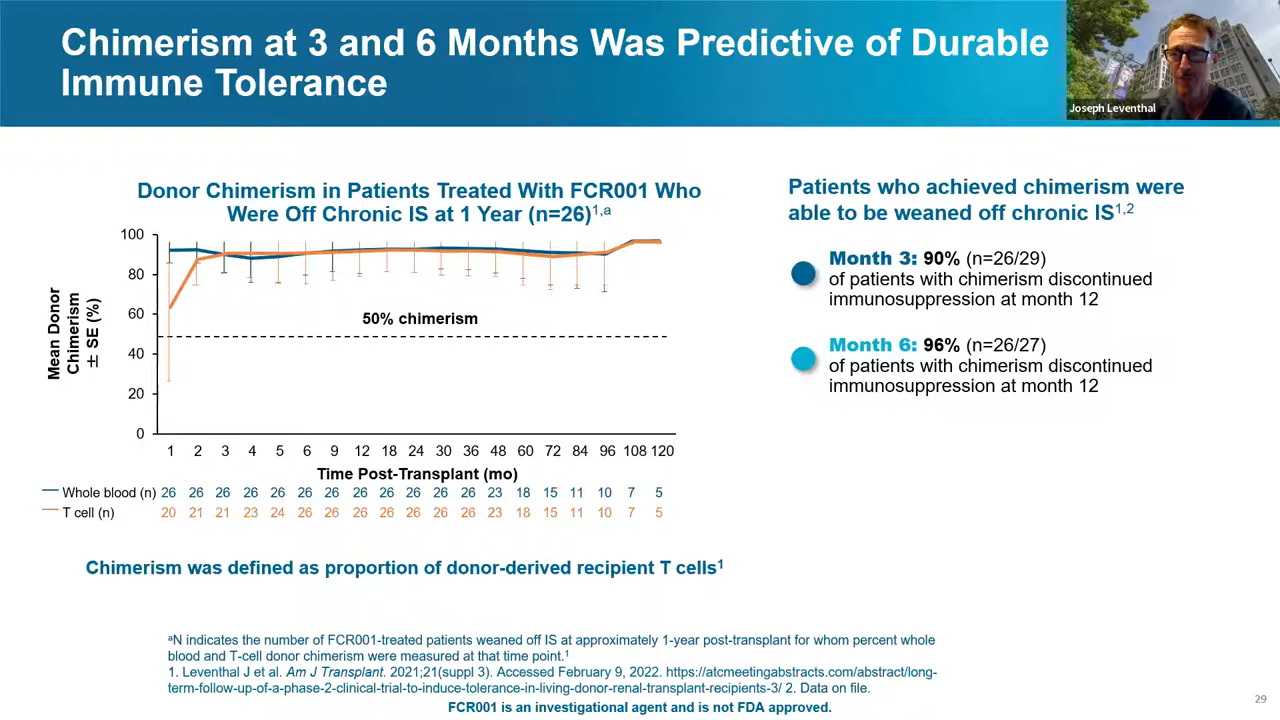 Chimerism at 3 and 6 Months Was Predictive of Durable
Immune Tolerance
Joseph Leventhal
Donor Chimerism in Patients Treated With FCR001 Who
Were Off Chronic IS at 1 Year (n=26)1,a
Mean Donor
Chimerism
± SE (%)
100
80
60
40
20
0
50% chimerism
1 2 3 4 5 6 9 12 18 24 30 36 48 60 72 84 96 108 120
Time Post-Transplant (mo)
Whole blood (n) 26 26 26 26 26 26 26 26 26 26 26 26 23 18 15 11 10 7 5
T cell (n) 20 21 21 23 24 26 26 26 26 26 26 26 23 18 15 11 10 7 5
Chimerism was defined as proportion of donor-derived recipient T cells1
Patients who achieved chimerism were
able to be weaned off chronic IS1,2
Month 3: 90% (n=26/29)
of patients with chimerism discontinued
immunosuppression at month 12
Month 6: 96% (n=26/27)
of patients with chimerism discontinued
immunosuppression at month 12
aN indicates the number of FCR001-treated patients weaned off IS at approximately 1-year post-transplant for whom percent whole
blood and T-cell donor chimerism were measured at that time point.1
1. Leventhal J et al. Am J Transplant. 2021;21(suppl 3). Accessed February 9, 2022. https://atcmeetingabstracts.com/abstract/long-
term-follow-up-of-a-phase-2-clinical-trial-to-induce-tolerance-in-living-donor-renal-transplant-recipients-3/ 2. Data on file.
FCR001 is an investigational agent and is not FDA approved.
29